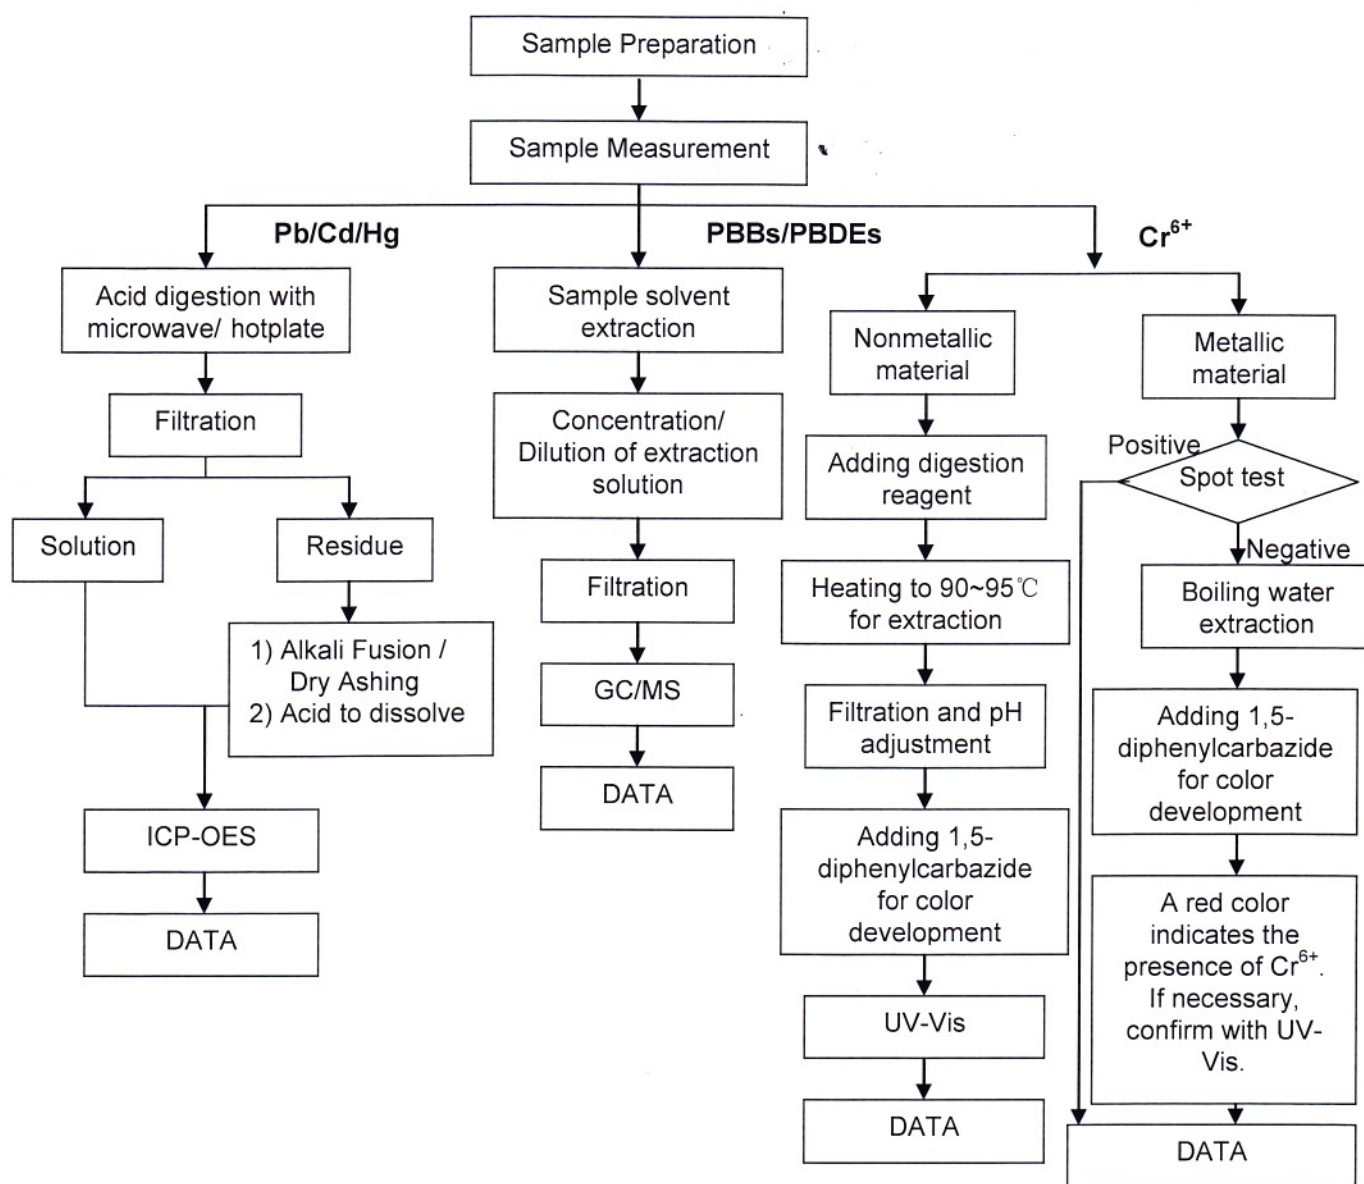 Sample Preparation
Sample Measurement
Pb/Cd/Hg
PBBs/PBDEs
Cr⁶⁺
Acid digestion with
microwave/ hotplate
Filtration
Solution
Residue
1) Alkali Fusion /
Dry Ashing
2) Acid to dissolve
ICP-OES
DATA
Sample solvent
extraction
Concentration/
Dilution of extraction
solution
Filtration
GC/MS
DATA
Nonmetallic
material
Adding digestion
reagent
Heating to 90~95℃
for extraction
Filtration and pH
adjustment
Adding 1,5-
diphenylcarbazide
for color
development
UV-Vis
DATA
Metallic
material
Positive
Spot test
Negative
Boiling water
extraction
Adding 1,5-
diphenylcarbazide
for color
development
A red color
indicates the
presence of Cr⁶⁺.
If necessary,
confirm with UV-
Vis.
DATA